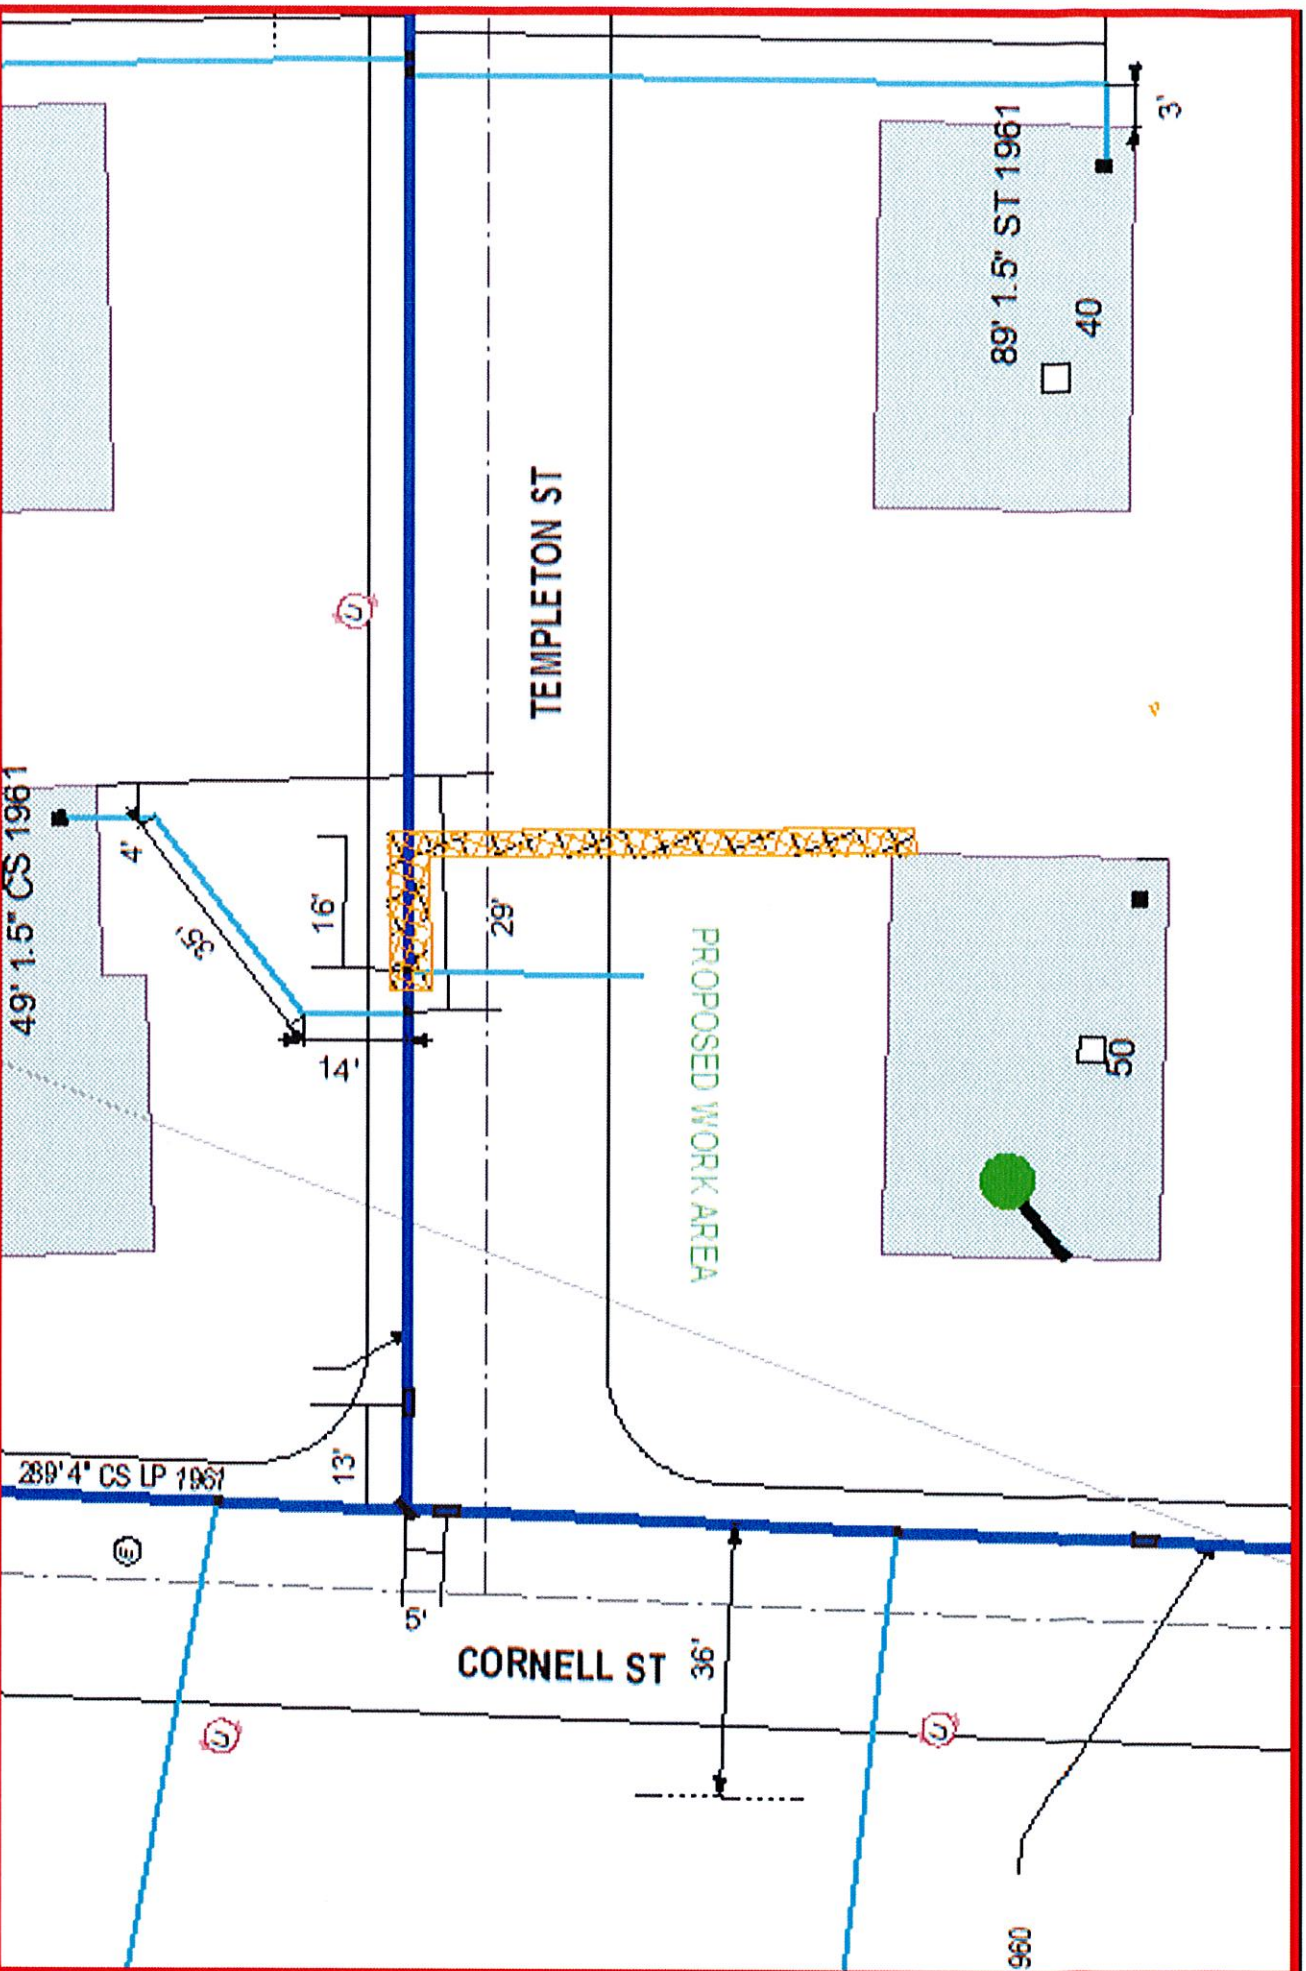 3'
89' 1.5" ST 1961
40
TEMPLETON ST
49' 1.5" CS 1961
4'
16'
29'
14'
PROPOSED WORK AREA
50
289' 4" CS LP 1961
13'
E
5'
CORNELL ST
36'
960